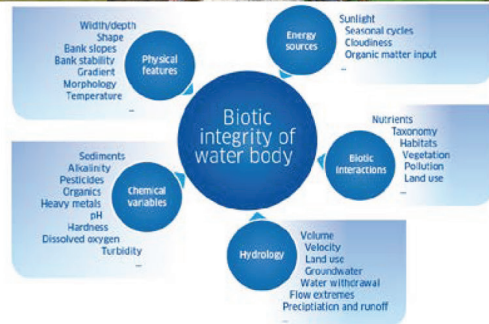 Width/depth
Shape
Bank slopes
Bank stability
Gradient
Morphology
Temperature
...
Physical
features
Energy
sources
Sunlight
Seasonal cycles
Cloudiness
Organic matter input
...
Biotic
integrity of
water body
Sediments
Alkalinity
Pesticides
Organics
Heavy metals
pH
Hardness
Dissolved oxygen
Turbidity
...
Chemical
variables
Biotic
interactions
Nutrients
Taxonomy
Habitats
Vegetation
Pollution
Land use
...
Hydrology
Volume
Velocity
Land use
Groundwater
Water withdrawal
Flow extremes
Precipitiation and runoff
...